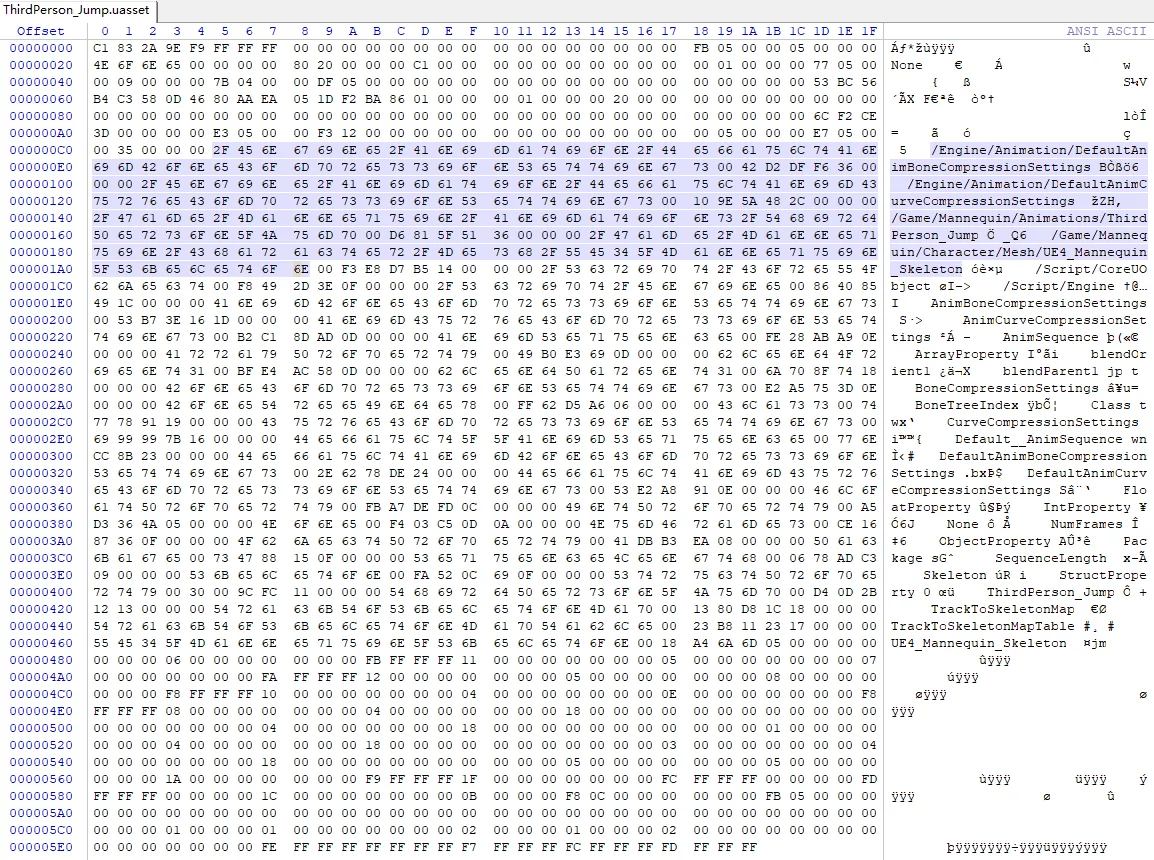 ThirdPerson_Jump.uasset
Offset 0 1 2 3 4 5 6 7 8 9 A B C D E F 10 11 12 13 14 15 16 17 18 19 1A 1B 1C 1D 1E 1F ANSI ASCII
00000000 C1 83 2A 9E F9 FF FF FF 00 00 00 00 00 00 00 00 00 00 00 00 00 00 00 00 FB 05 00 00 05 00 00 00 Áƒ*žùÿÿÿ û
00000020 4E 6F 6E 65 00 00 00 00 80 20 00 00 00 C1 00 00 00 00 00 00 00 00 00 00 00 01 00 00 00 77 05 00 None € Á w
00000040 00 09 00 00 00 7B 04 00 00 DF 05 00 00 00 00 00 00 00 00 00 00 00 00 00 00 00 00 00 00 53 BC 56 { ß S¼V
00000060 B4 C3 58 0D 46 80 AA EA 05 1D F2 BA 86 01 00 00 00 01 00 00 00 20 00 00 00 00 00 00 00 00 00 00 ´ÃX F€ªê òº†
00000080 00 00 00 00 00 00 00 00 00 00 00 00 00 00 00 00 00 00 00 00 00 00 00 00 00 00 00 00 00 6C F2 CE lòÎ
000000A0 3D 00 00 00 00 E3 05 00 00 F3 12 00 00 00 00 00 00 00 00 00 00 00 00 00 00 05 00 00 00 E7 05 00 = ã ó ç
000000C0 00 35 00 00 00 2F 45 6E 67 69 6E 65 2F 41 6E 69 6D 61 74 69 6F 6E 2F 44 65 66 61 75 6C 74 41 6E 5 /Engine/Animation/DefaultAn
000000E0 69 6D 42 6F 6E 65 43 6F 6D 70 72 65 73 73 69 6F 6E 53 65 74 74 69 6E 67 73 00 42 D2 DF F6 36 00 imBoneCompressionSettings BÒßö6
00000100 00 00 2F 45 6E 67 69 6E 65 2F 41 6E 69 6D 61 74 69 6F 6E 2F 44 65 66 61 75 6C 74 41 6E 69 6D 43 /Engine/Animation/DefaultAnimC
00000120 75 72 76 65 43 6F 6D 70 72 65 73 73 69 6F 6E 53 65 74 74 69 6E 67 73 00 10 9E 5A 48 2C 00 00 00 urveCompressionSettings žZH,
00000140 2F 47 61 6D 65 2F 4D 61 6E 6E 65 71 75 69 6E 2F 41 6E 69 6D 61 74 69 6F 6E 73 2F 54 68 69 72 64 /Game/Mannequin/Animations/Third
00000160 50 65 72 73 6F 6E 5F 4A 75 6D 70 00 D6 81 5F 51 36 00 00 00 2F 47 61 6D 65 2F 4D 61 6E 6E 65 71 Person_Jump Ö _Q6 /Game/Manneq
00000180 75 69 6E 2F 43 68 61 72 61 63 74 65 72 2F 4D 65 73 68 2F 55 45 34 5F 4D 61 6E 6E 65 71 75 69 6E uin/Character/Mesh/UE4_Mannequin
000001A0 5F 53 6B 65 6C 65 74 6F 6E 00 F3 E8 D7 B5 14 00 00 00 2F 53 63 72 69 70 74 2F 43 6F 72 65 55 4F _Skeleton óè×µ /Script/CoreUO
000001C0 62 6A 65 63 74 00 F8 49 2D 3E 0F 00 00 00 2F 53 63 72 69 70 74 2F 45 6E 67 69 6E 65 00 86 40 85 bject øI-> /Script/Engine †@…
000001E0 49 1C 00 00 00 41 6E 69 6D 42 6F 6E 65 43 6F 6D 70 72 65 73 73 69 6F 6E 53 65 74 74 69 6E 67 73 I AnimBoneCompressionSettings
00000200 00 53 B7 3E 16 1D 00 00 00 41 6E 69 6D 43 75 72 76 65 43 6F 6D 70 72 65 73 73 69 6F 6E 53 65 74 S·> AnimCurveCompressionSet
00000220 74 69 6E 67 73 00 B2 C1 8D AD 0D 00 00 00 41 6E 69 6D 53 65 71 75 65 6E 63 65 00 FE 28 AB A9 0E tings ²Á ­ AnimSequence þ(«©
00000240 00 00 00 41 72 72 61 79 50 72 6F 70 65 72 74 79 00 49 B0 E3 69 0D 00 00 00 62 6C 65 6E 64 4F 72 ArrayProperty I°ãi blendOr
00000260 69 65 6E 74 31 00 BF E4 AC 58 0D 00 00 00 62 6C 65 6E 64 50 61 72 65 6E 74 31 00 6A 70 8F 74 18 ient1 ¿ä¬X blendParent1 jp t
00000280 00 00 00 42 6F 6E 65 43 6F 6D 70 72 65 73 73 69 6F 6E 53 65 74 74 69 6E 67 73 00 E2 A5 75 3D 0E BoneCompressionSettings â¥u=
000002A0 00 00 00 42 6F 6E 65 54 72 65 65 49 6E 64 65 78 00 FF 62 D5 A6 06 00 00 00 43 6C 61 73 73 00 74 BoneTreeIndex ÿbÕ¦ Class t
000002C0 77 78 91 19 00 00 00 43 75 72 76 65 43 6F 6D 70 72 65 73 73 69 6F 6E 53 65 74 74 69 6E 67 73 00 wx‘ CurveCompressionSettings
000002E0 69 99 99 7B 16 00 00 00 44 65 66 61 75 6C 74 5F 5F 41 6E 69 6D 53 65 71 75 65 6E 63 65 00 77 6E i™™{ Default__AnimSequence wn
00000300 CC 8B 23 00 00 00 44 65 66 61 75 6C 74 41 6E 69 6D 42 6F 6E 65 43 6F 6D 70 72 65 73 73 69 6F 6E Ì‹# DefaultAnimBoneCompression
00000320 53 65 74 74 69 6E 67 73 00 2E 62 78 DE 24 00 00 00 44 65 66 61 75 6C 74 41 6E 69 6D 43 75 72 76 Settings .bxÞ$ DefaultAnimCurv
00000340 65 43 6F 6D 70 72 65 73 73 69 6F 6E 53 65 74 74 69 6E 67 73 00 53 E2 A8 91 0E 00 00 00 46 6C 6F eCompressionSettings Sâ¨‘ Flo
00000360 61 74 50 72 6F 70 65 72 74 79 00 FB A7 DE FD 0C 00 00 00 49 6E 74 50 72 6F 70 65 72 74 79 00 A5 atProperty û§Þý IntProperty ¥
00000380 D3 36 4A 05 00 00 00 4E 6F 6E 65 00 F4 03 C5 0D 0A 00 00 00 4E 75 6D 46 72 61 6D 65 73 00 CE 16 Ó6J None ô Å NumFrames Î
000003A0 87 36 0F 00 00 00 4F 62 6A 65 63 74 50 72 6F 70 65 72 74 79 00 41 DB B3 EA 08 00 00 00 50 61 63 ‡6 ObjectProperty AÛ³ê Pac
000003C0 6B 61 67 65 00 73 47 88 15 0F 00 00 00 53 65 71 75 65 6E 63 65 4C 65 6E 67 74 68 00 06 78 AD C3 kage sGˆ SequenceLength x­Ã
000003E0 09 00 00 00 53 6B 65 6C 65 74 6F 6E 00 FA 52 0C 69 0F 00 00 00 53 74 72 75 63 74 50 72 6F 70 65 Skeleton úR i StructPrope
00000400 72 74 79 00 30 00 9C FC 11 00 00 00 54 68 69 72 64 50 65 72 73 6F 6E 5F 4A 75 6D 70 00 D4 0D 2B rty 0 œü ThirdPerson_Jump Ô +
00000420 12 13 00 00 00 54 72 61 63 6B 54 6F 53 6B 65 6C 65 74 6F 6E 4D 61 70 00 13 80 D8 1C 18 00 00 00 TrackToSkeletonMap €Ø
00000440 54 72 61 63 6B 54 6F 53 6B 65 6C 65 74 6F 6E 4D 61 70 54 61 62 6C 65 00 23 B8 11 23 17 00 00 00 TrackToSkeletonMapTable #¸ #
00000460 55 45 34 5F 4D 61 6E 6E 65 71 75 69 6E 5F 53 6B 65 6C 65 74 6F 6E 00 18 A4 6A 6D 05 00 00 00 00 UE4_Mannequin_Skeleton ¤jm
00000480 00 00 00 06 00 00 00 00 00 00 00 FB FF FF FF 11 00 00 00 00 00 00 00 05 00 00 00 00 00 00 00 07 ûÿÿÿ
000004A0 00 00 00 00 00 00 00 FA FF FF FF 12 00 00 00 00 00 00 00 05 00 00 00 00 00 00 00 08 00 00 00 00 úÿÿÿ
000004C0 00 00 00 F8 FF FF FF 10 00 00 00 00 00 00 00 04 00 00 00 00 00 00 00 0E 00 00 00 00 00 00 00 F8 øÿÿÿ ø
000004E0 FF FF FF 08 00 00 00 00 00 00 00 04 00 00 00 00 00 00 00 18 00 00 00 00 00 00 00 00 00 00 00 00 ÿÿÿ
00000500 00 00 00 00 00 00 00 04 00 00 00 00 00 00 00 18 00 00 00 00 00 00 00 00 00 00 00 01 00 00 00 00
00000520 00 00 00 04 00 00 00 00 00 00 00 18 00 00 00 00 00 00 00 03 00 00 00 00 00 00 00 04
00000540 00 00 00 00 00 00 00 18 00 00 00 00 00 00 00 00 00 00 00 05 00 00 00 00 00 00 00 05 00 00 00 00
00000560 00 00 00 1A 00 00 00 00 00 00 00 F9 FF FF FF 1F 00 00 00 00 00 00 00 FC FF FF FF 00 00 00 00 FD ùÿÿÿ üÿÿÿ ý
00000580 FF FF FF 00 00 00 00 1C 00 00 00 00 00 00 00 0B 00 00 00 F8 0C 00 00 00 00 00 00 FB 05 00 00 00 ÿÿÿ ø û
000005A0 00 00 00 00 00 00 00 00 00 00 00 00 00 00 00 00 00 00 00 00 00 00 00 00 00 00 00 00 00 00 00 00
000005C0 00 00 00 01 00 00 00 01 00 00 00 00 00 00 00 02 00 00 00 01 00 00 00 02 00 00 00 00 00 00 00 00
000005E0 00 00 00 00 00 00 00 FE FF FF FF FF FF FF FF F7 FF FF FF FC FF FF FF FD FF FF FF þÿÿÿÿÿÿÿ÷ÿÿÿüÿÿÿýÿÿÿ